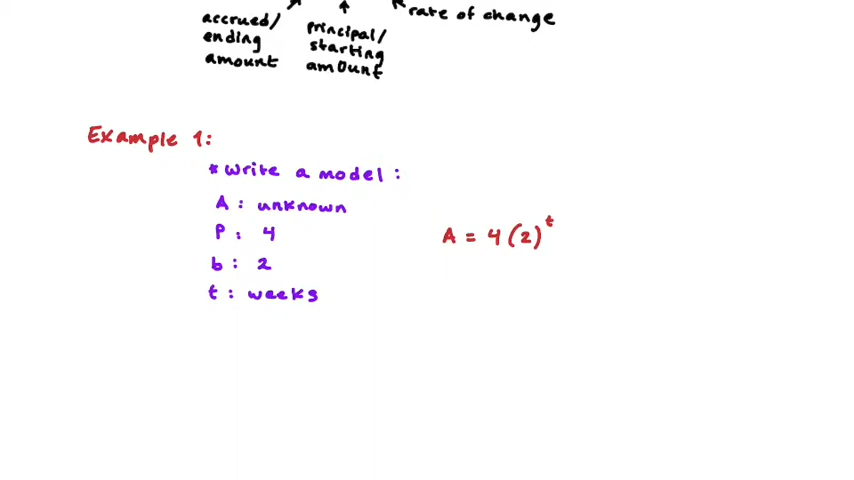 rate of change
accrued/
ending
amount
principal/
starting
amount
Example 1:
*write a model:
A: unknown
P: 4
b: 2
t: weeks
A = 4(2)^t